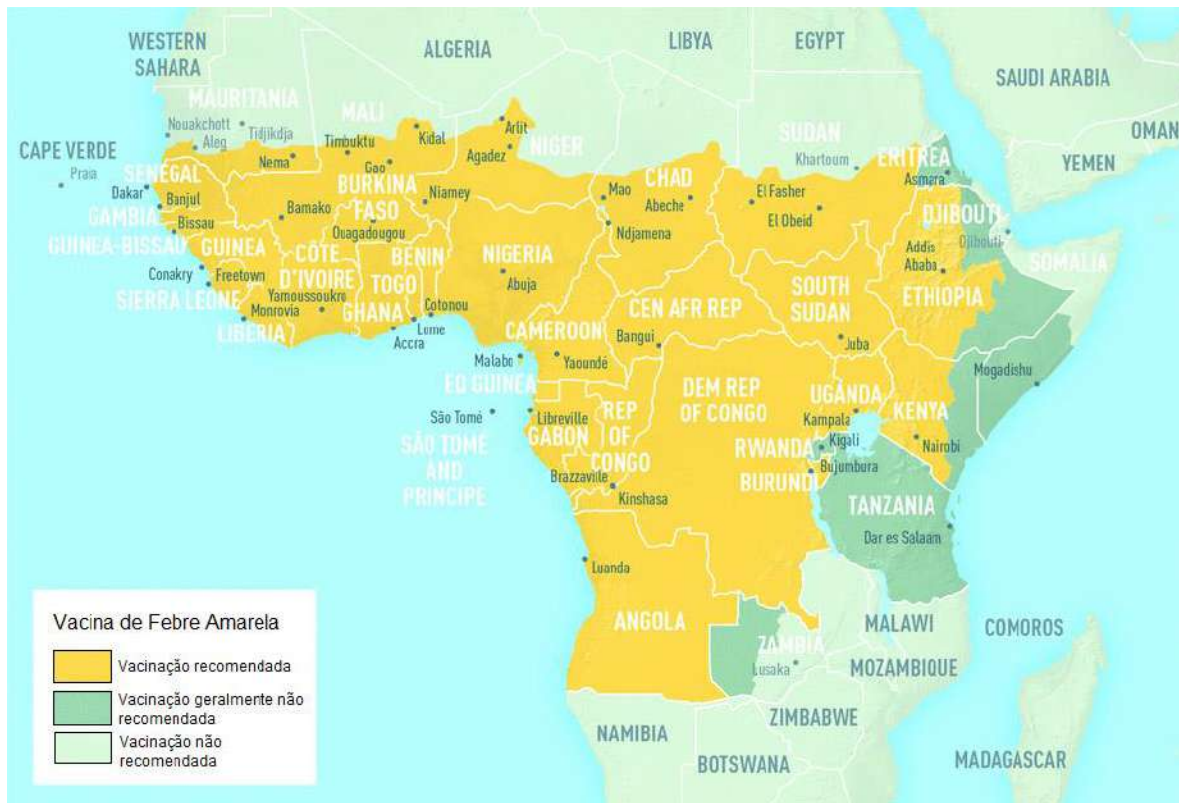 WESTERN
SAHARA
ALGERIA
LIBYA
EGYPT
SAUDI ARABIA
OMAN
YEMEN
MAURITANIA
Nouakchott
Tidjikdja
Aleg
MALI
Timbuktu
Kidal
Arlit
Agadez
NIGER
SUDAN
Khartoum
ERITREA
Asmara
CAPE VERDE
Praia
Nema
Gao
SENEGAL
Dakar
Banjul
GAMBIA
Bissau
GUINEA-BISSAU
Bamako
BURKINA
FASO
Ouagadougou
Niamey
Mao
CHAD
Abeche
Ndjamena
El Fasher
El Obeid
DJIBOUTI
Djibouti
SOMALIA
Addis
Ababa
ETHIOPIA
GUINEA
Conakry
Freetown
SIERRA LEONE
CÔTE
D'IVOIRE
Yamoussoukro
Monrovia
LIBERIA
BENIN
TOGO
GHANA
Cotonou
Lome
Accra
NIGERIA
Abuja
CAMEROON
Yaoundé
CEN AFR REP
Bangui
SOUTH
SUDAN
Juba
Malabo
EQ GUINEA
São Tomé
SÃO TOME
AND
PRINCIPE
Libreville
GABON
REP
OF
CONGO
Brazzaville
Kinshasa
DEM REP
OF CONGO
UGANDA
Kampala
KENYA
Nairobi
Mogadishu
RWANDA
Kigali
Bujumbura
BURUNDI
TANZANIA
Dar es Salaam
Luanda
ANGOLA
ZAMBIA
Lusaka
MALAWI
MOZAMBIQUE
COMOROS
ZIMBABWE
NAMIBIA
BOTSWANA
MADAGASCAR
Vacina de Febre Amarela
Vacinação recomendada
Vacinação geralmente não
recomendada
Vacinação não
recomendada